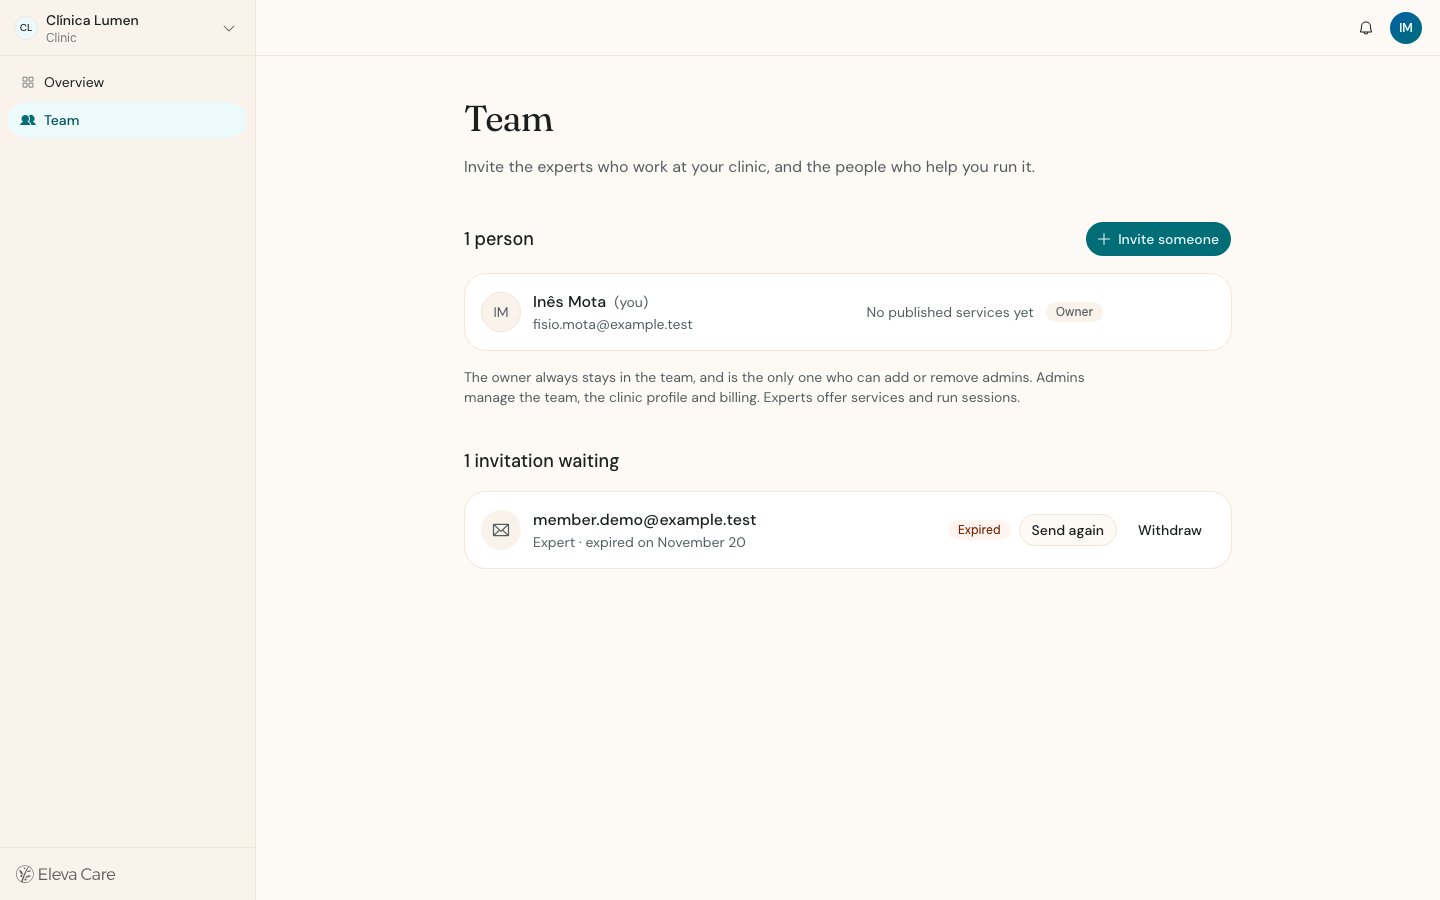 CL
Clínica Lumen
Clinic
IM
Overview
Team
Team
Invite the experts who work at your clinic, and the people who help you run it.
1 person
Invite someone
IM
Inês Mota (you)
fisio.mota@example.test
No published services yet
Owner
The owner always stays in the team, and is the only one who can add or remove admins. Admins
manage the team, the clinic profile and billing. Experts offer services and run sessions.
1 invitation waiting
member.demo@example.test
Expert · expired on November 20
Expired
Send again
Withdraw
Eleva Care